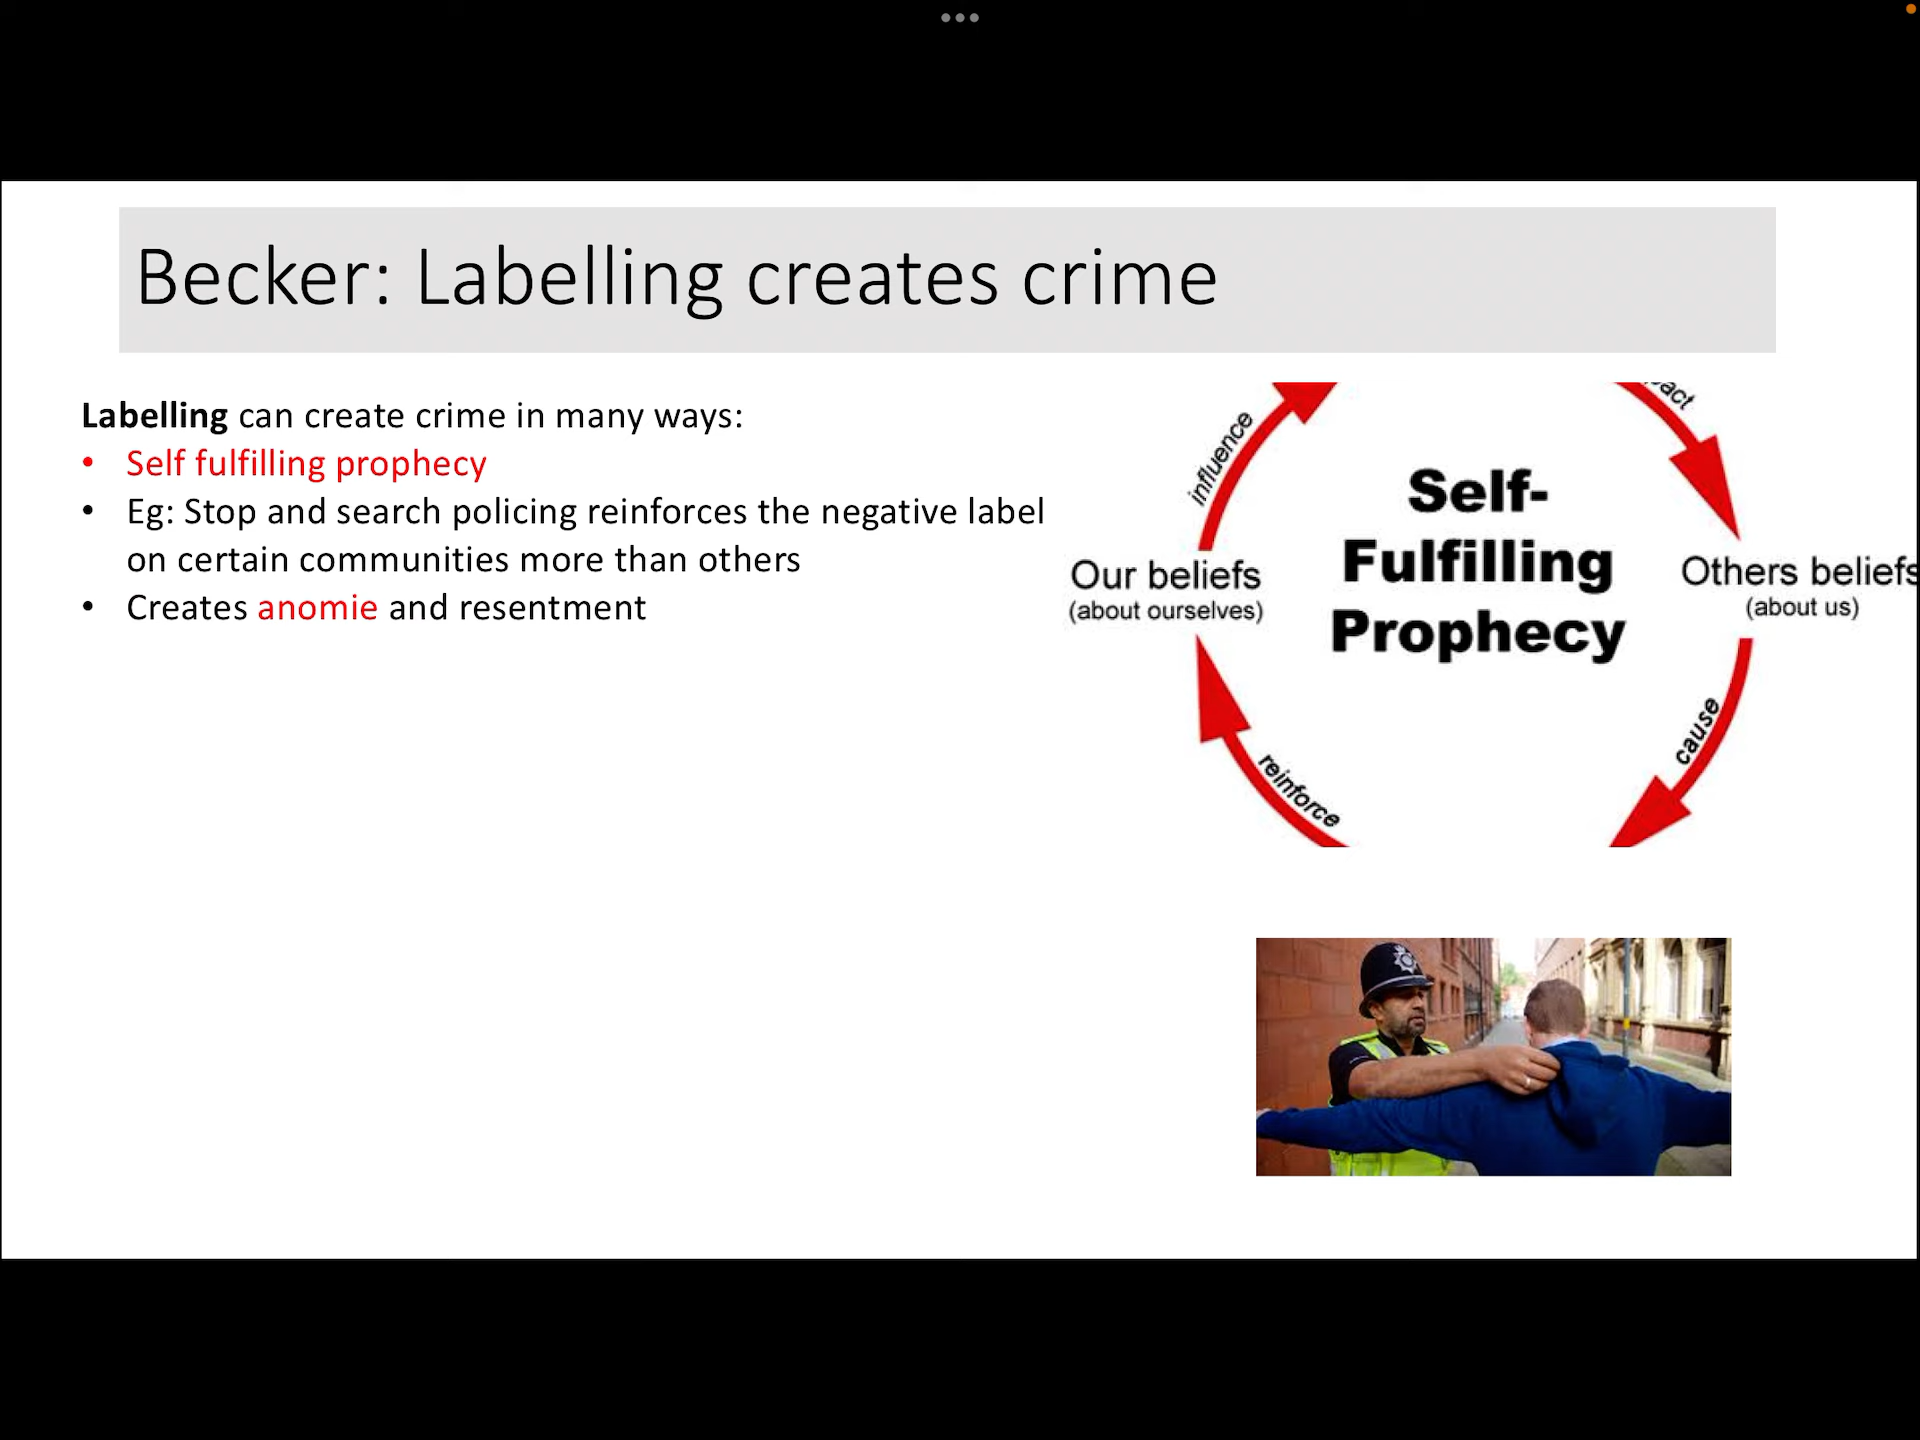 Becker: Labelling creates crime
Labelling can create crime in many ways:
• Self fulfilling prophecy
• Eg: Stop and search policing reinforces the negative label
on certain communities more than others
• Creates anomie and resentment
influence
Self-
Fulfilling
Prophecy
Our beliefs
(about ourselves)
Others beliefs
(about us)
cause
reinforce